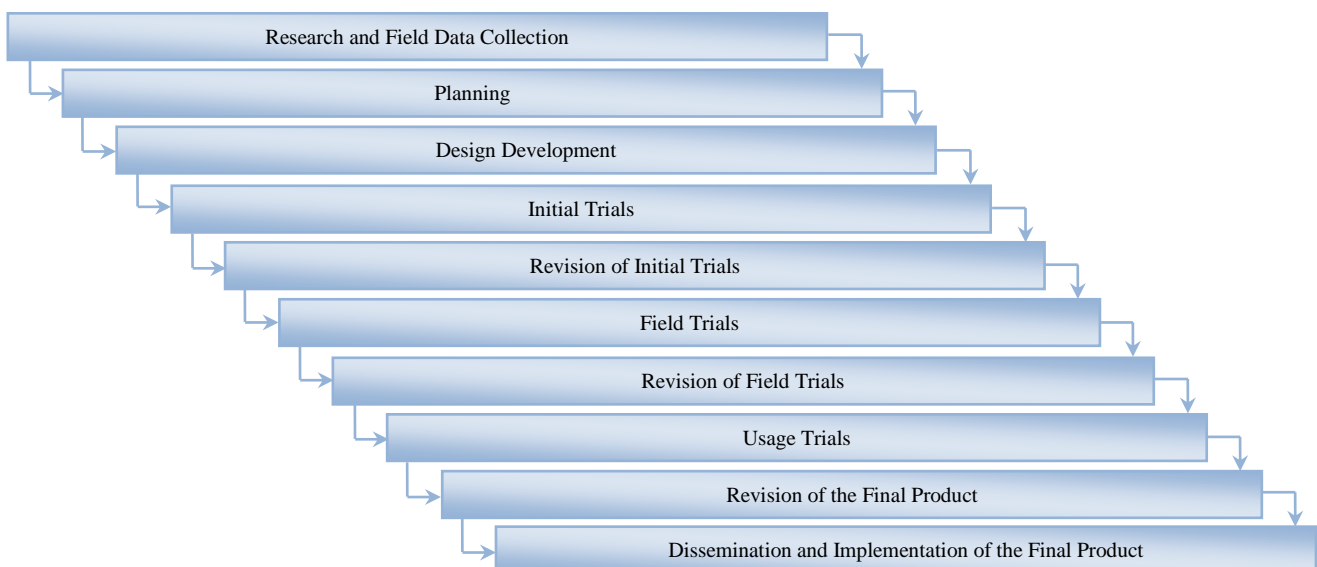 Research and Field Data Collection
Planning
Design Development
Initial Trials
Revision of Initial Trials
Field Trials
Revision of Field Trials
Usage Trials
Revision of the Final Product
Dissemination and Implementation of the Final Product